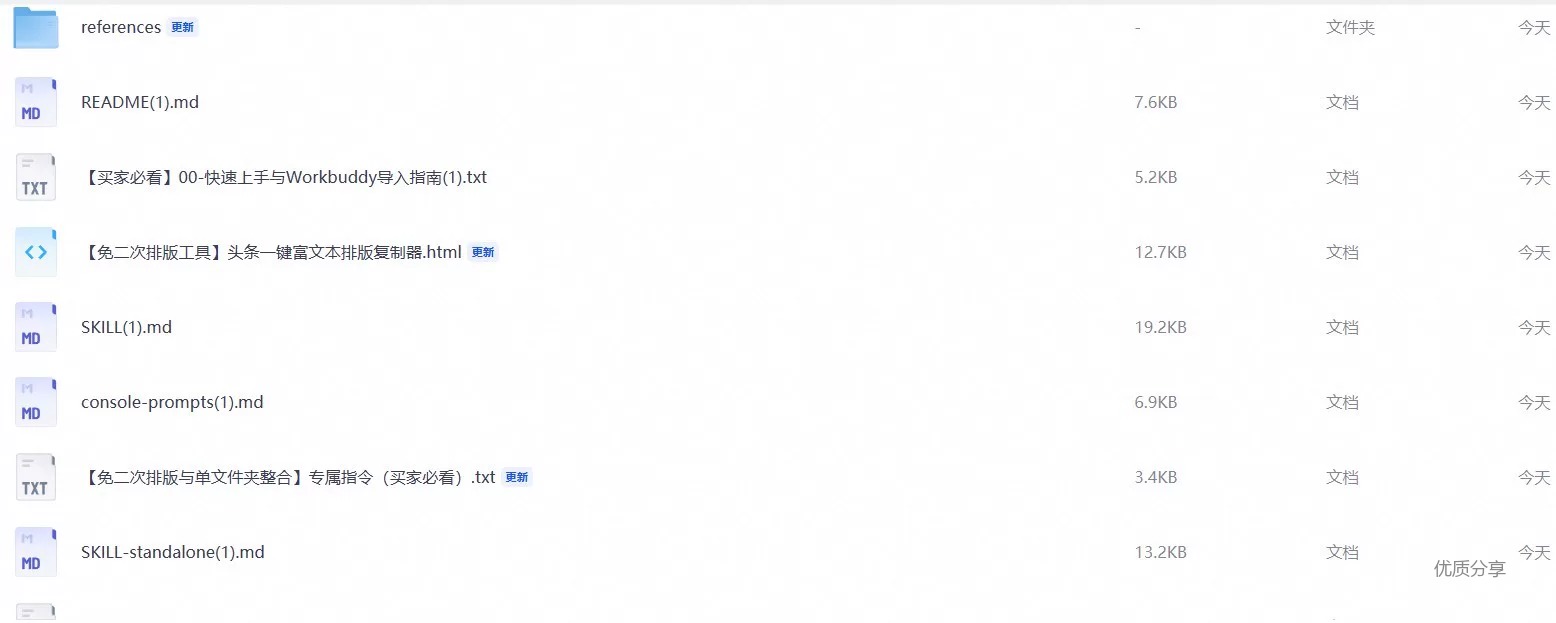 references 更新 - 文件夹 今天
M MD README(1).md 7.6KB 文档 今天
TXT 【买家必看】00-快速上手与Workbuddy导入指南(1).txt 5.2KB 文档 今天
【免二次排版工具】头条一键富文本排版复制器.html 更新 12.7KB 文档 今天
M MD SKILL(1).md 19.2KB 文档 今天
M MD console-prompts(1).md 6.9KB 文档 今天
TXT 【免二次排版与单文件夹整合】专属指令（买家必看）.txt 更新 3.4KB 文档 今天
M MD SKILL-standalone(1).md 13.2KB 文档 今天
优质分享